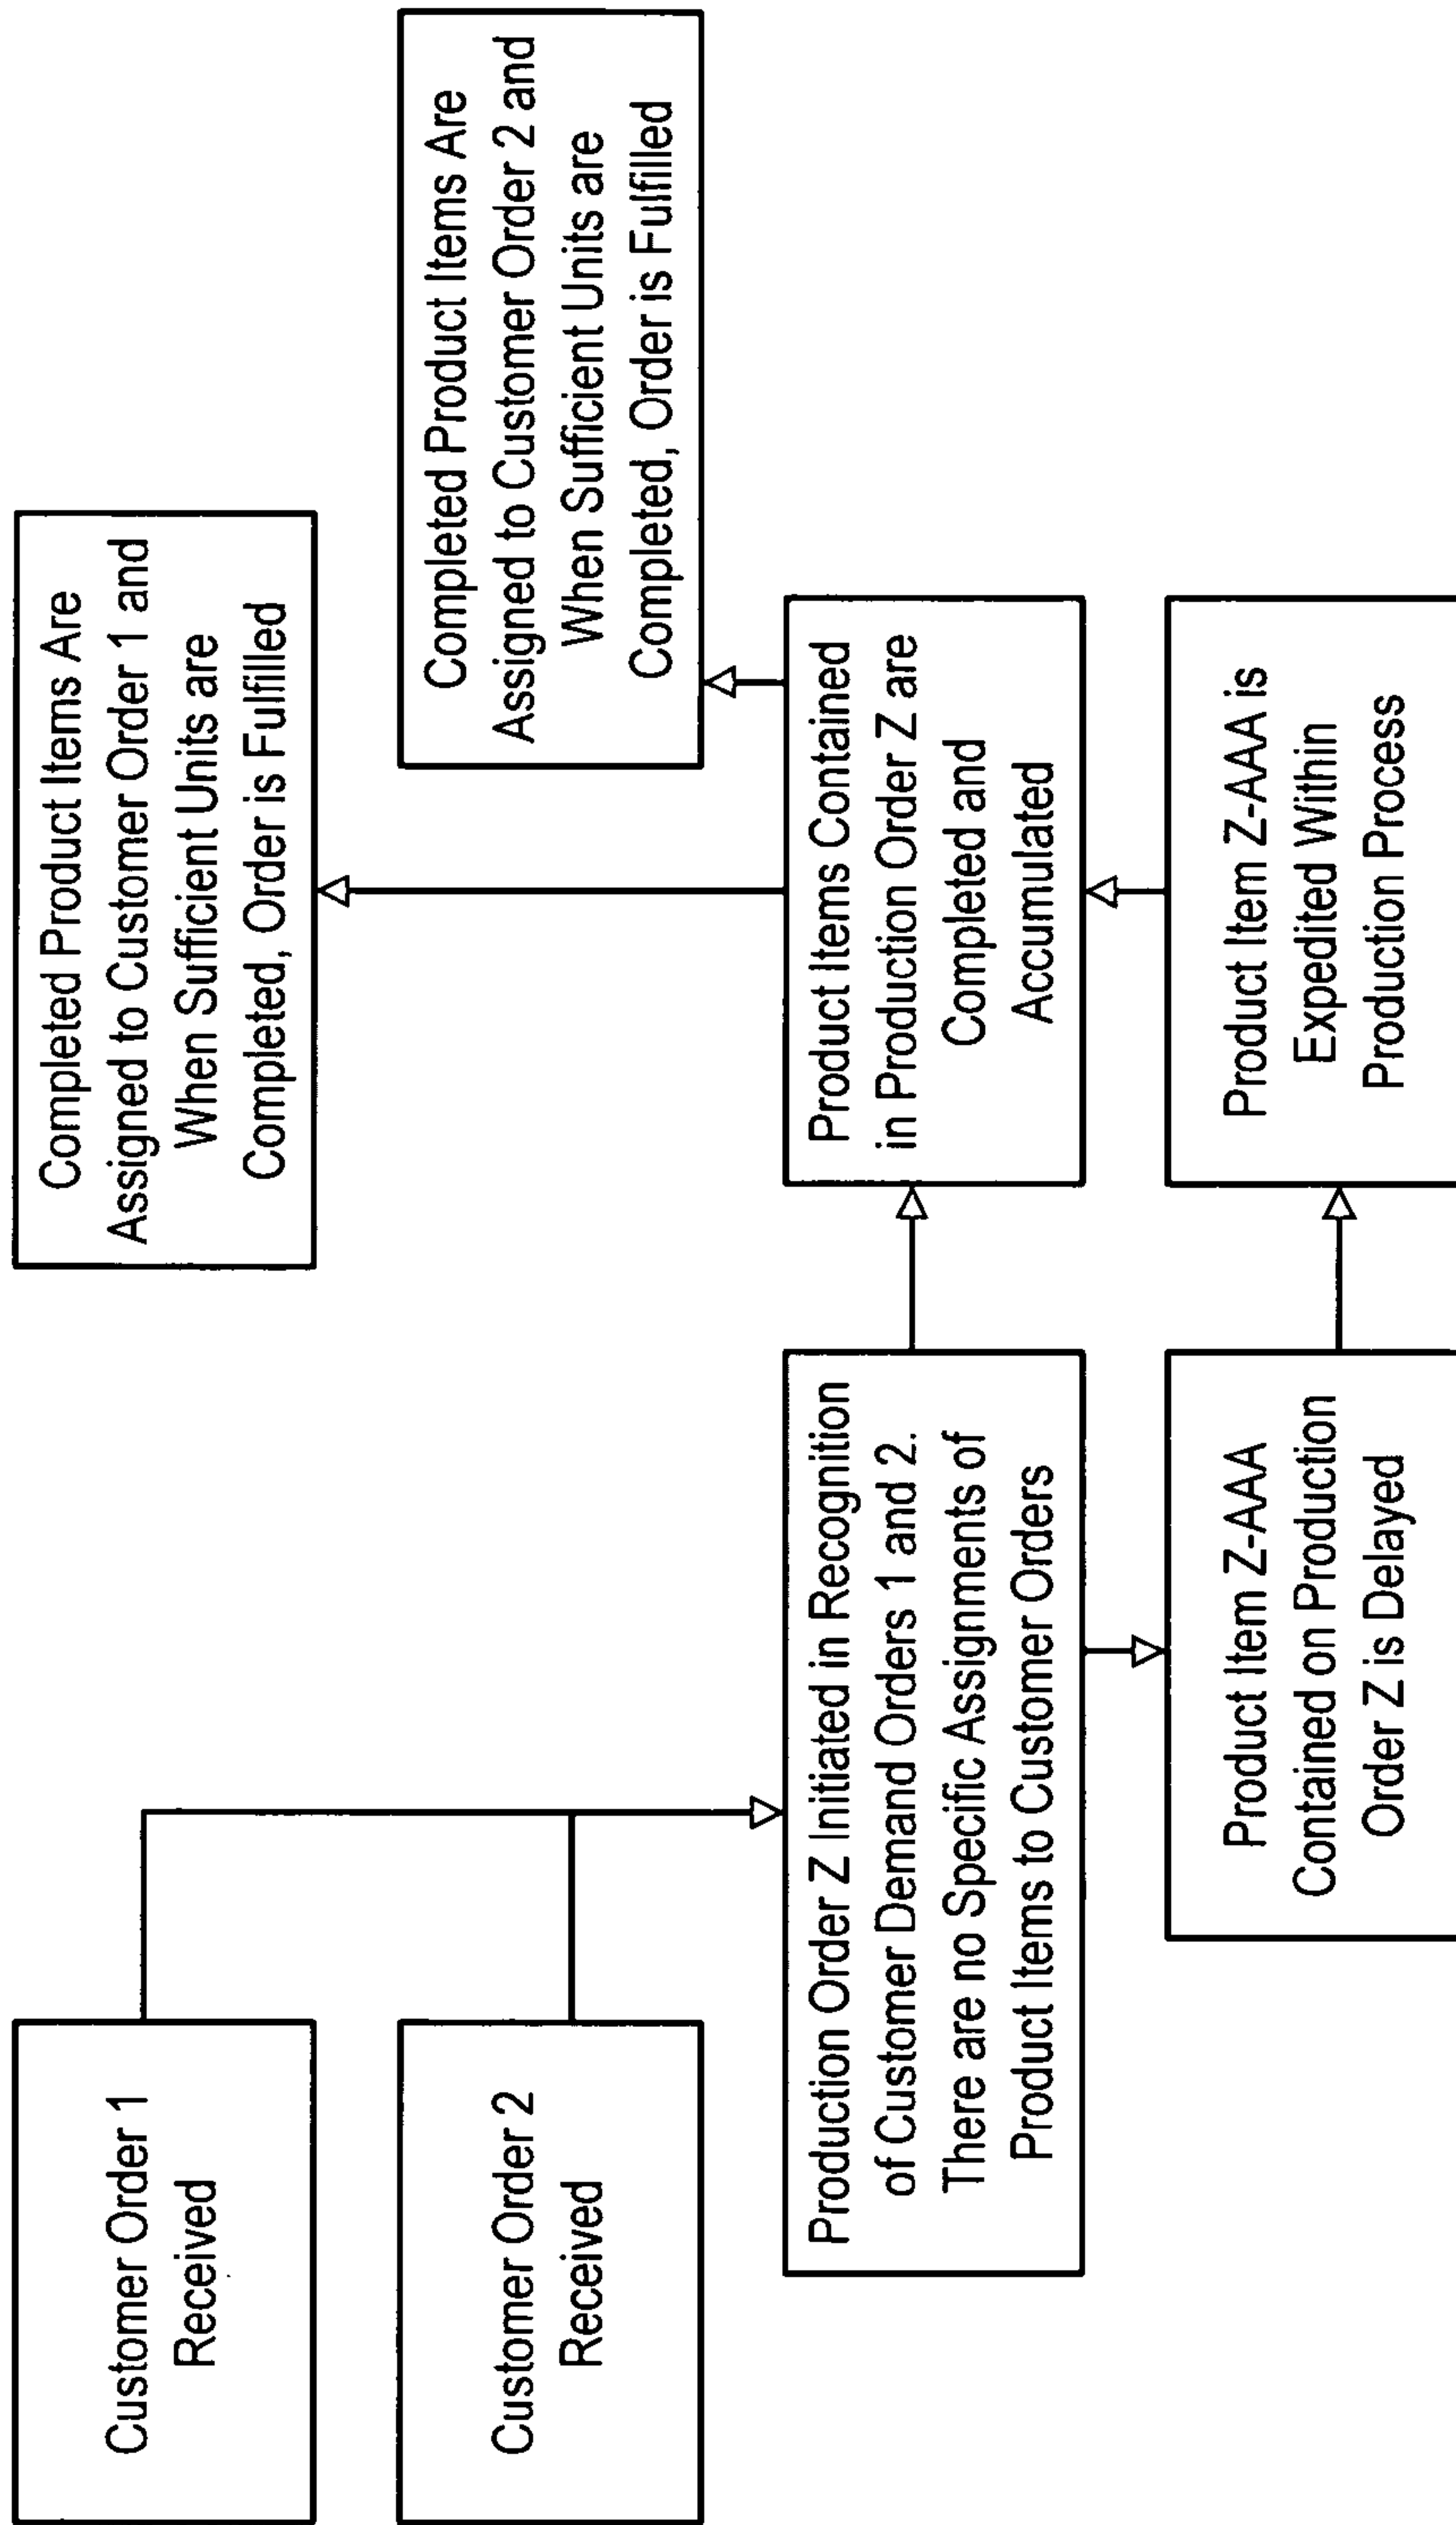 Customer Order 1
Received
Customer Order 2
Received
Production Order Z Initiated in Recognition
of Customer Demand Orders 1 and 2.
There are no Specific Assignments of
Product Items to Customer Orders
Product Item Z-AAA
Contained on Production
Order Z is Delayed
Product Item Z-AAA is
Expedited Within
Production Process
Product Items Contained
in Production Order Z are
Completed and
Accumulated
Completed Product Items Are
Assigned to Customer Order 1 and
When Sufficient Units are
Completed, Order is Fulfilled
Completed Product Items Are
Assigned to Customer Order 2 and
When Sufficient Units are
Completed, Order is Fulfilled